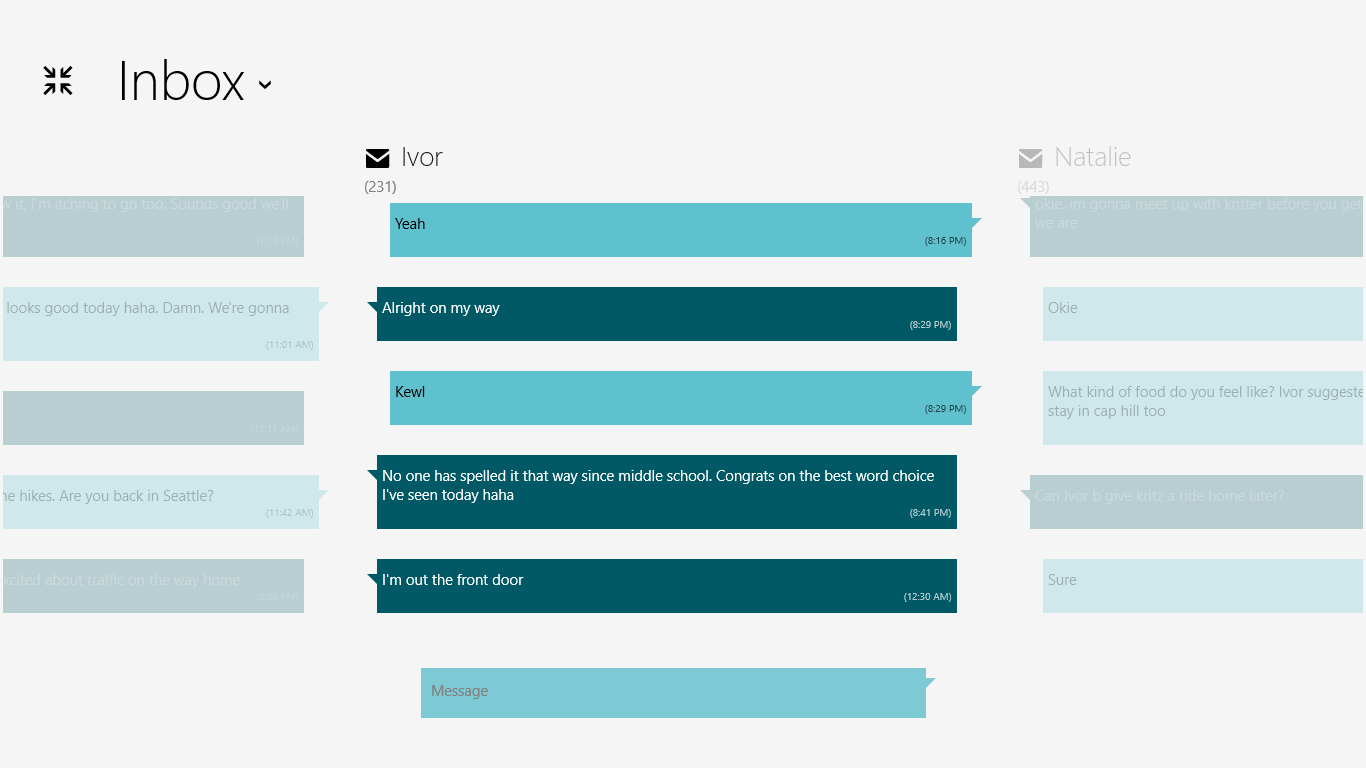 Inbox
w it, I'm itching to go too. Sounds good we'll
(7:10 PM)
looks good today haha. Damn. We're gonna
(11:01 AM)
(11:11 AM)
he hikes. Are you back in Seattle?
(11:42 AM)
xcited about traffic on the way home
(2:04 PM)
Ivor
(231)
Yeah
(8:16 PM)
Alright on my way
(8:29 PM)
Kewl
(8:29 PM)
No one has spelled it that way since middle school. Congrats on the best word choice
I've seen today haha
(8:41 PM)
I'm out the front door
(12:30 AM)
Message
Natalie
(443)
okie. im gonna meet up with kritter before you get
we are
Okie
What kind of food do you feel like? Ivor suggeste
stay in cap hill too
Can Ivor b give kritz a ride home later?
Sure